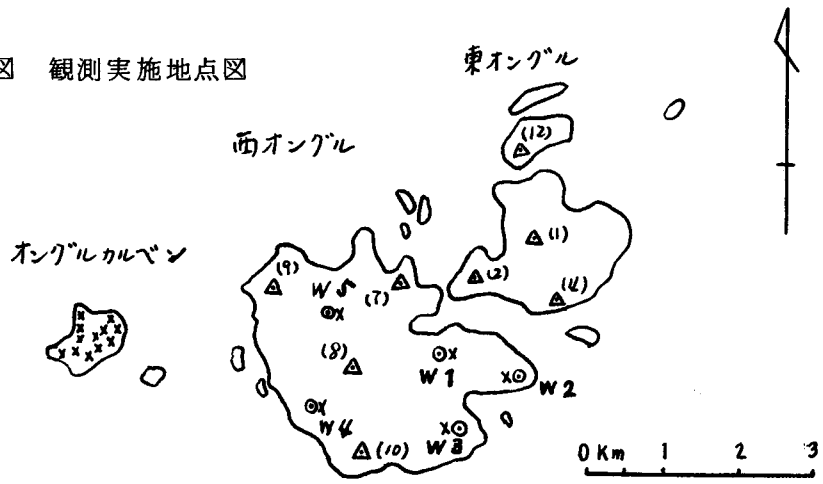 図 観測実施地点図
東オングル
(12)
西オングル
(1)
オングルカルベン
(9)
W5
(7)
(2)
(4)
(8)
W1
W2
W4
(10)
W3
0 Km 1 2 3